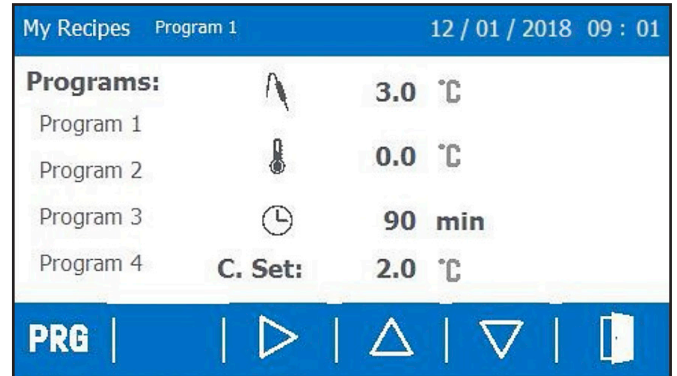 My Recipes Program 1 12 / 01 / 2018 09 : 01
Programs:
3.0 °C
Program 1
0.0 °C
Program 2
Program 3 90 min
Program 4 C. Set: 2.0 °C
PRG